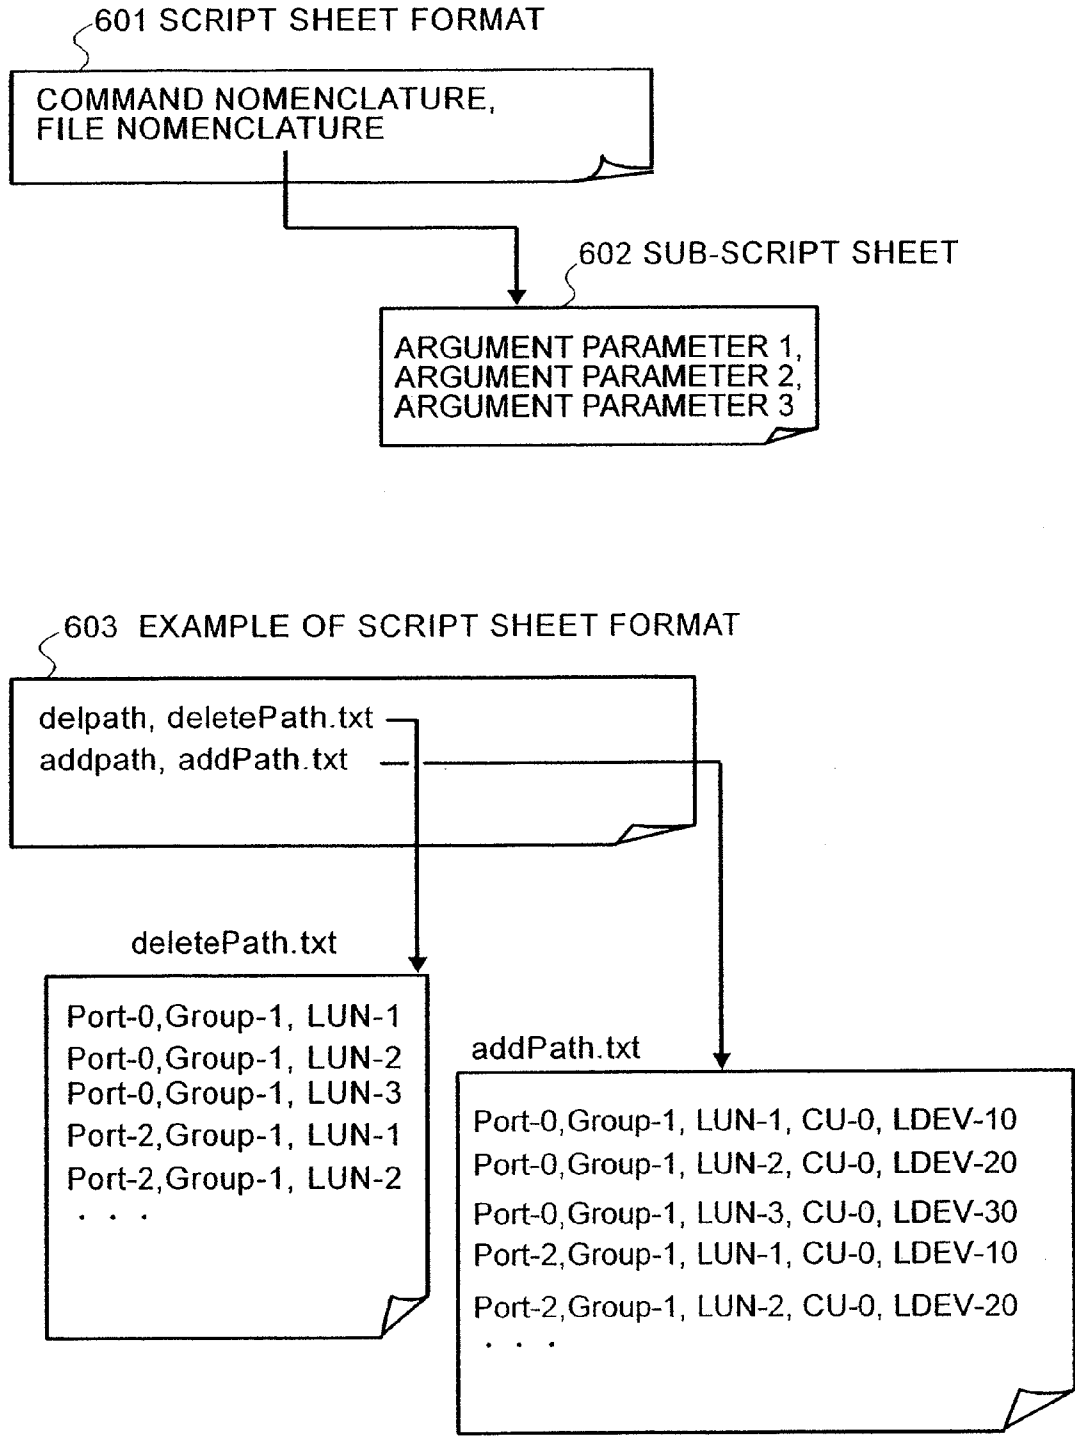 601 SCRIPT SHEET FORMAT
COMMAND NOMENCLATURE,
FILE NOMENCLATURE
602 SUB-SCRIPT SHEET
ARGUMENT PARAMETER 1,
ARGUMENT PARAMETER 2,
ARGUMENT PARAMETER 3
603 EXAMPLE OF SCRIPT SHEET FORMAT
delpath, deletePath.txt
addpath, addPath.txt
deletePath.txt
Port-0,Group-1, LUN-1
Port-0,Group-1, LUN-2
Port-0,Group-1, LUN-3
Port-2,Group-1, LUN-1
Port-2,Group-1, LUN-2
. . .
addPath.txt
Port-0,Group-1, LUN-1, CU-0, LDEV-10
Port-0,Group-1, LUN-2, CU-0, LDEV-20
Port-0,Group-1, LUN-3, CU-0, LDEV-30
Port-2,Group-1, LUN-1, CU-0, LDEV-10
Port-2,Group-1, LUN-2, CU-0, LDEV-20
. . .